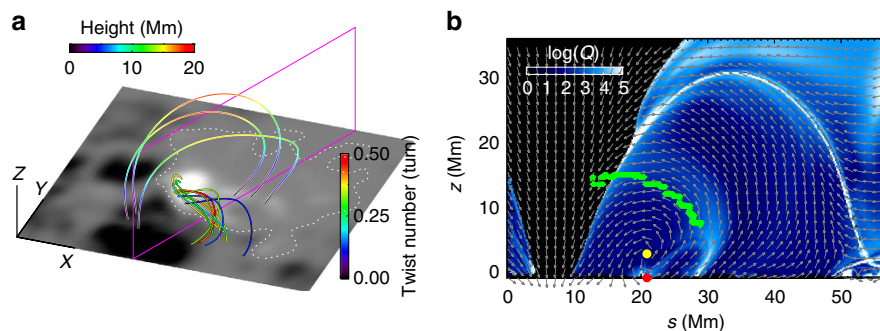 a
Height (Mm)
0 10 20
Z
Y
X
0.50
0.25
0.00
Twist number (turn)
b
log(Q)
0 1 2 3 4 5
30
20
10
0
z (Mm)
0 10 20 30 40 50
s (Mm)